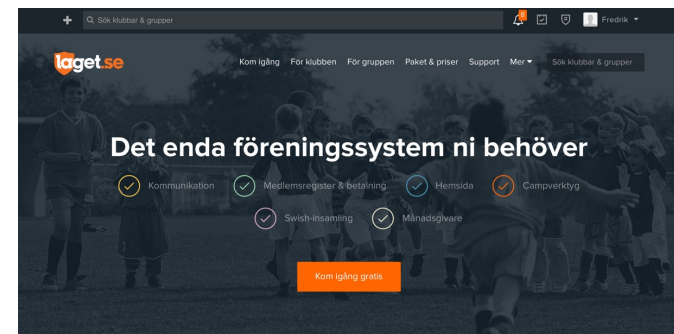 Sök klubbar & grupper
8
Fredrik
laget.se
Kom igång För klubben För gruppen Paket & priser Support Mer Sök klubbar & grupper
Det enda föreningssystem ni behöver
Kommunikation Medlemsregister & betalning Hemsida Campverktyg
Swish-insamling Månadsgivare
Kom igång gratis